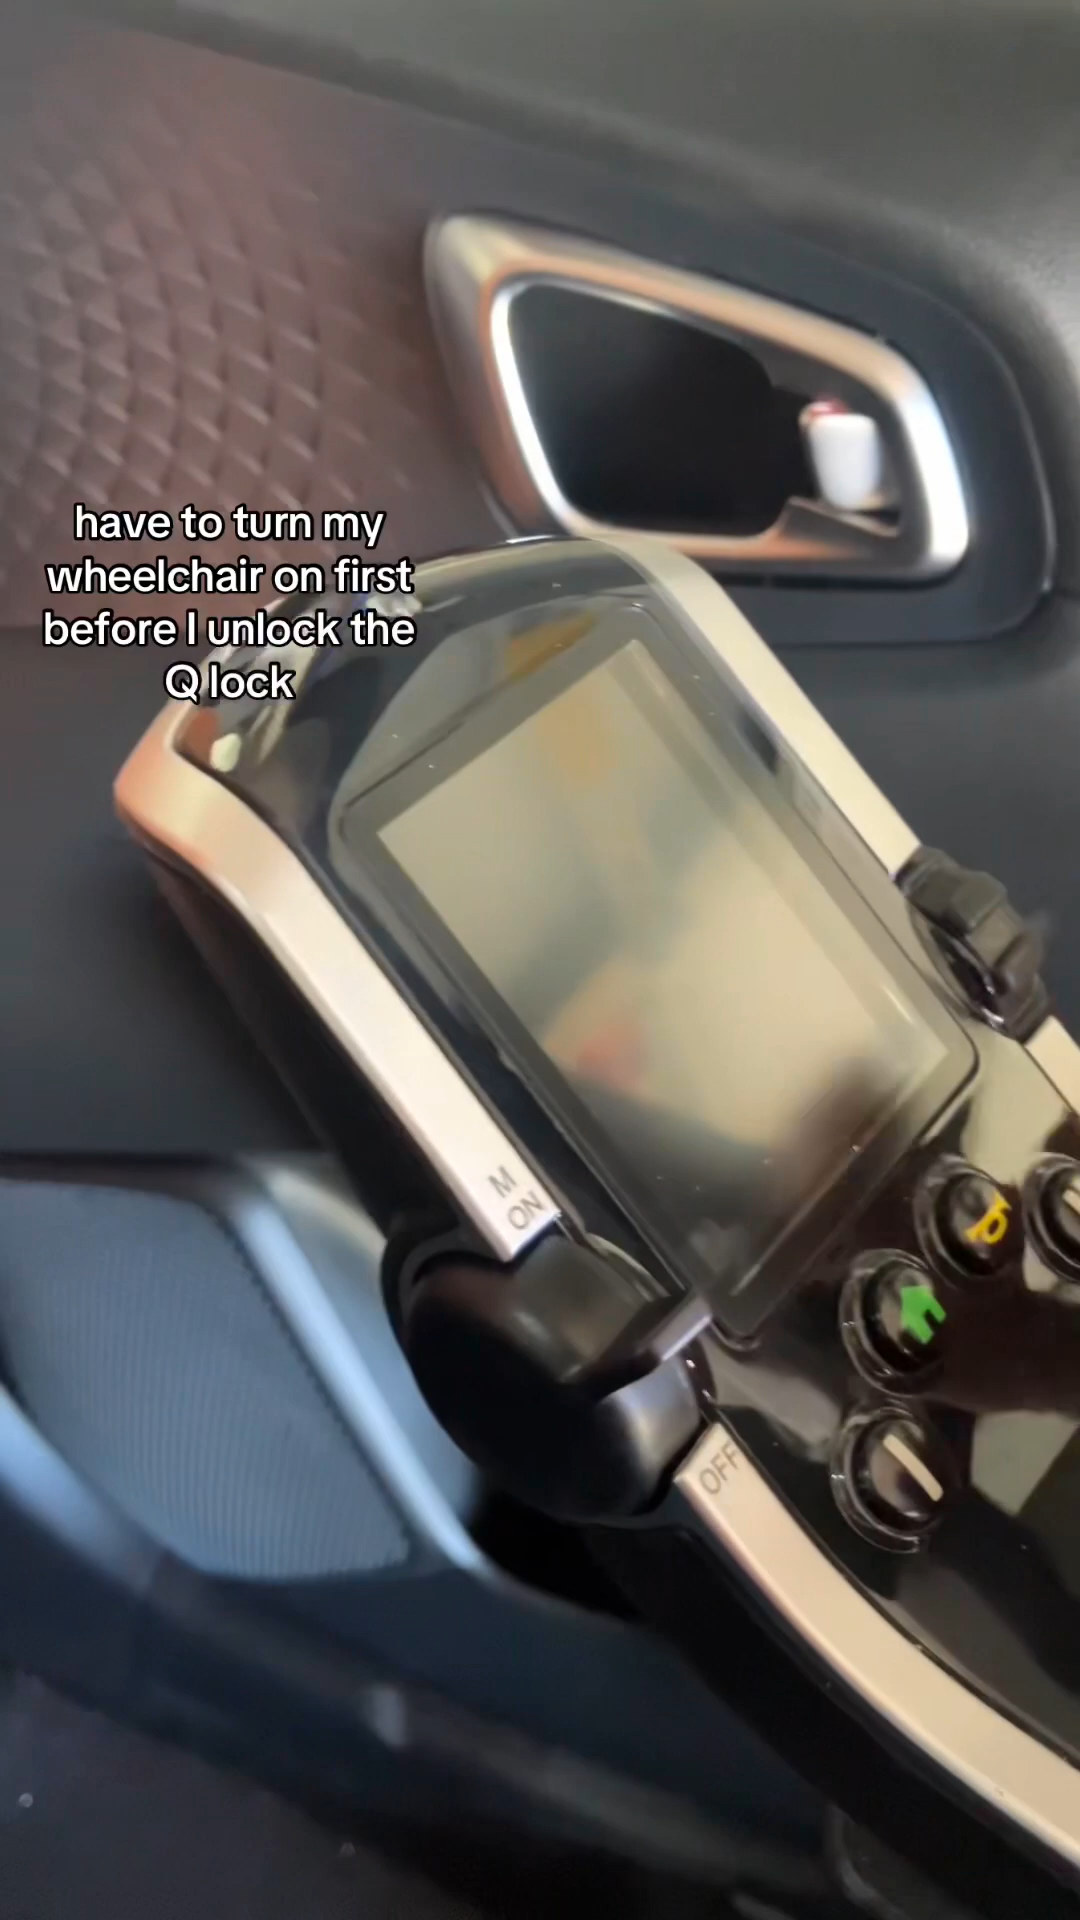 have to turn my
wheelchair on first
before I unlock the
Q lock
M
ON
OFF